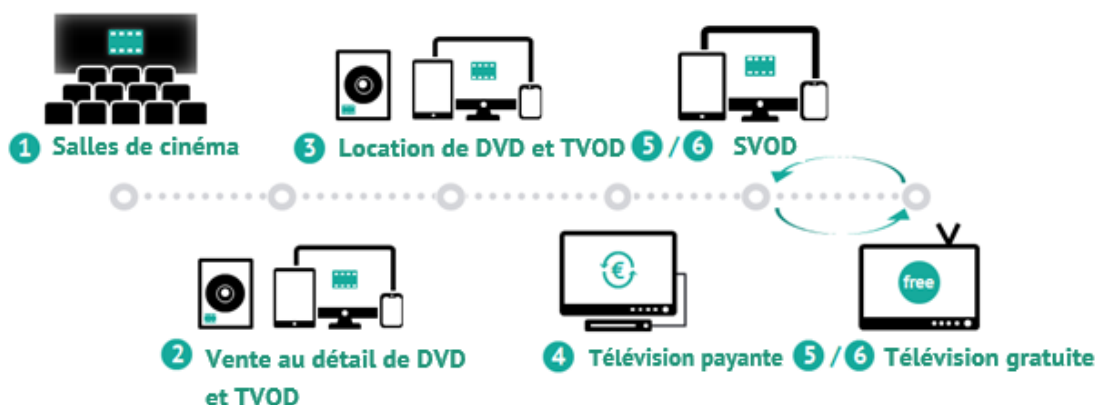 1 Salles de cinéma
3 Location de DVD et TVOD
5 / 6 SVOD
€
free
2 Vente au détail de DVD
et TVOD
4 Télévision payante
5 / 6 Télévision gratuite